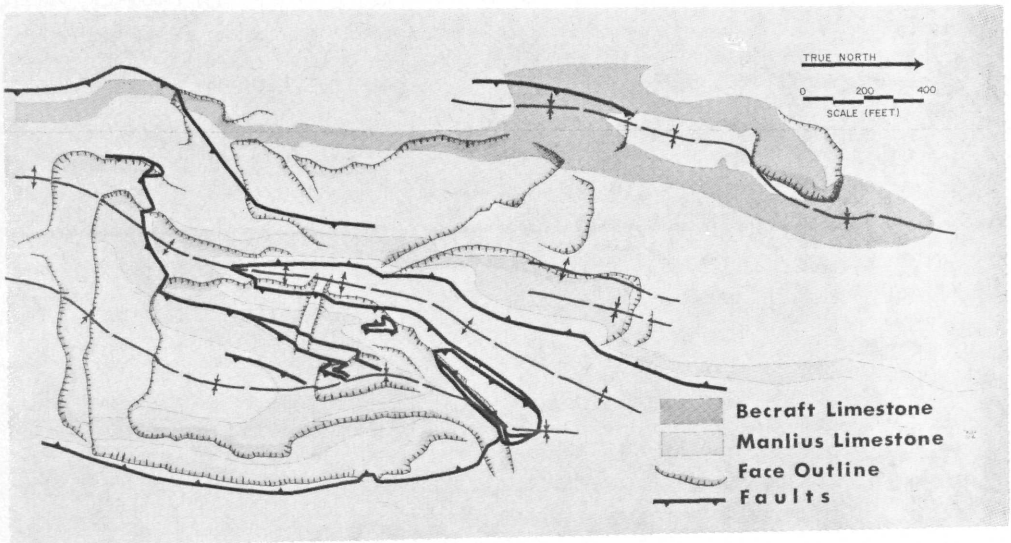 TRUE NORTH
0 200 400
SCALE (FEET)
Becraft Limestone
Manlius Limestone
Face Outline
Faults